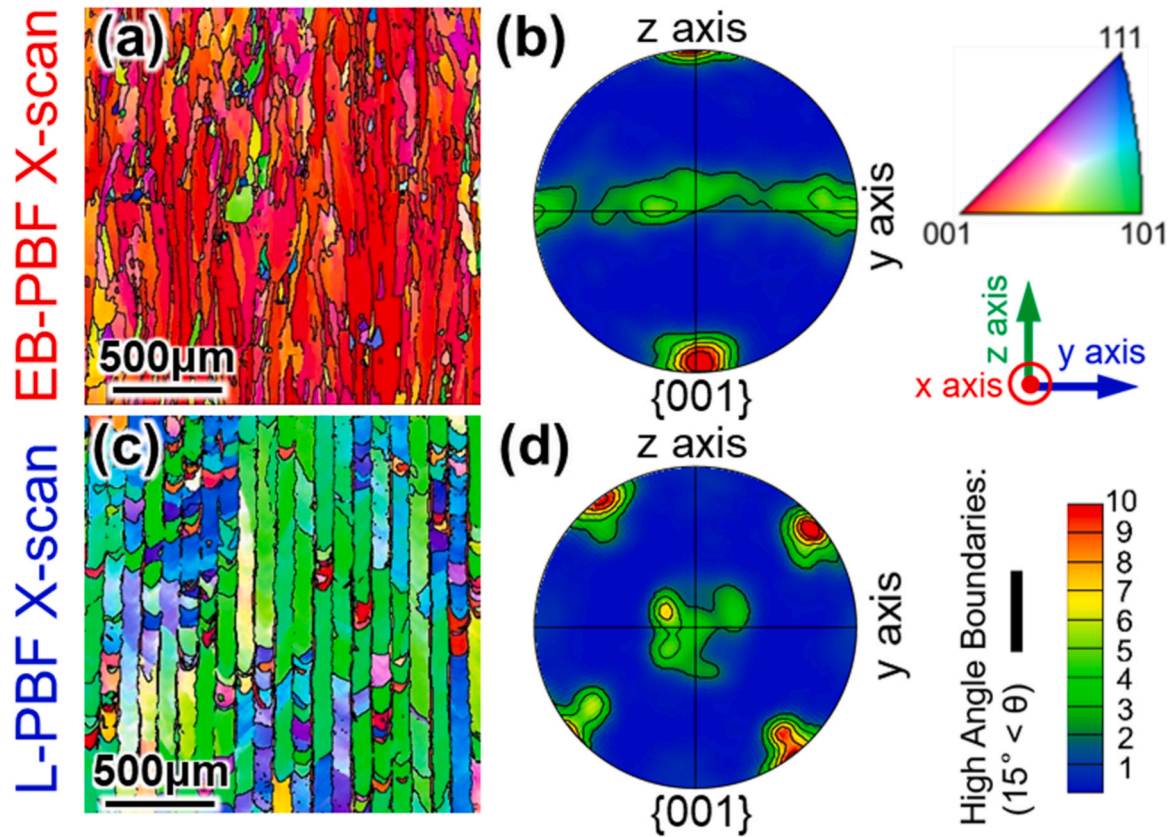 EB-PBF X-scan
(a)
500μm
(b)
z axis
y axis
{001}
111
001
101
z axis
y axis
x axis
L-PBF X-scan
(c)
500μm
(d)
z axis
y axis
{001}
High Angle Boundaries:
(15° < θ)
10
9
8
7
6
5
4
3
2
1